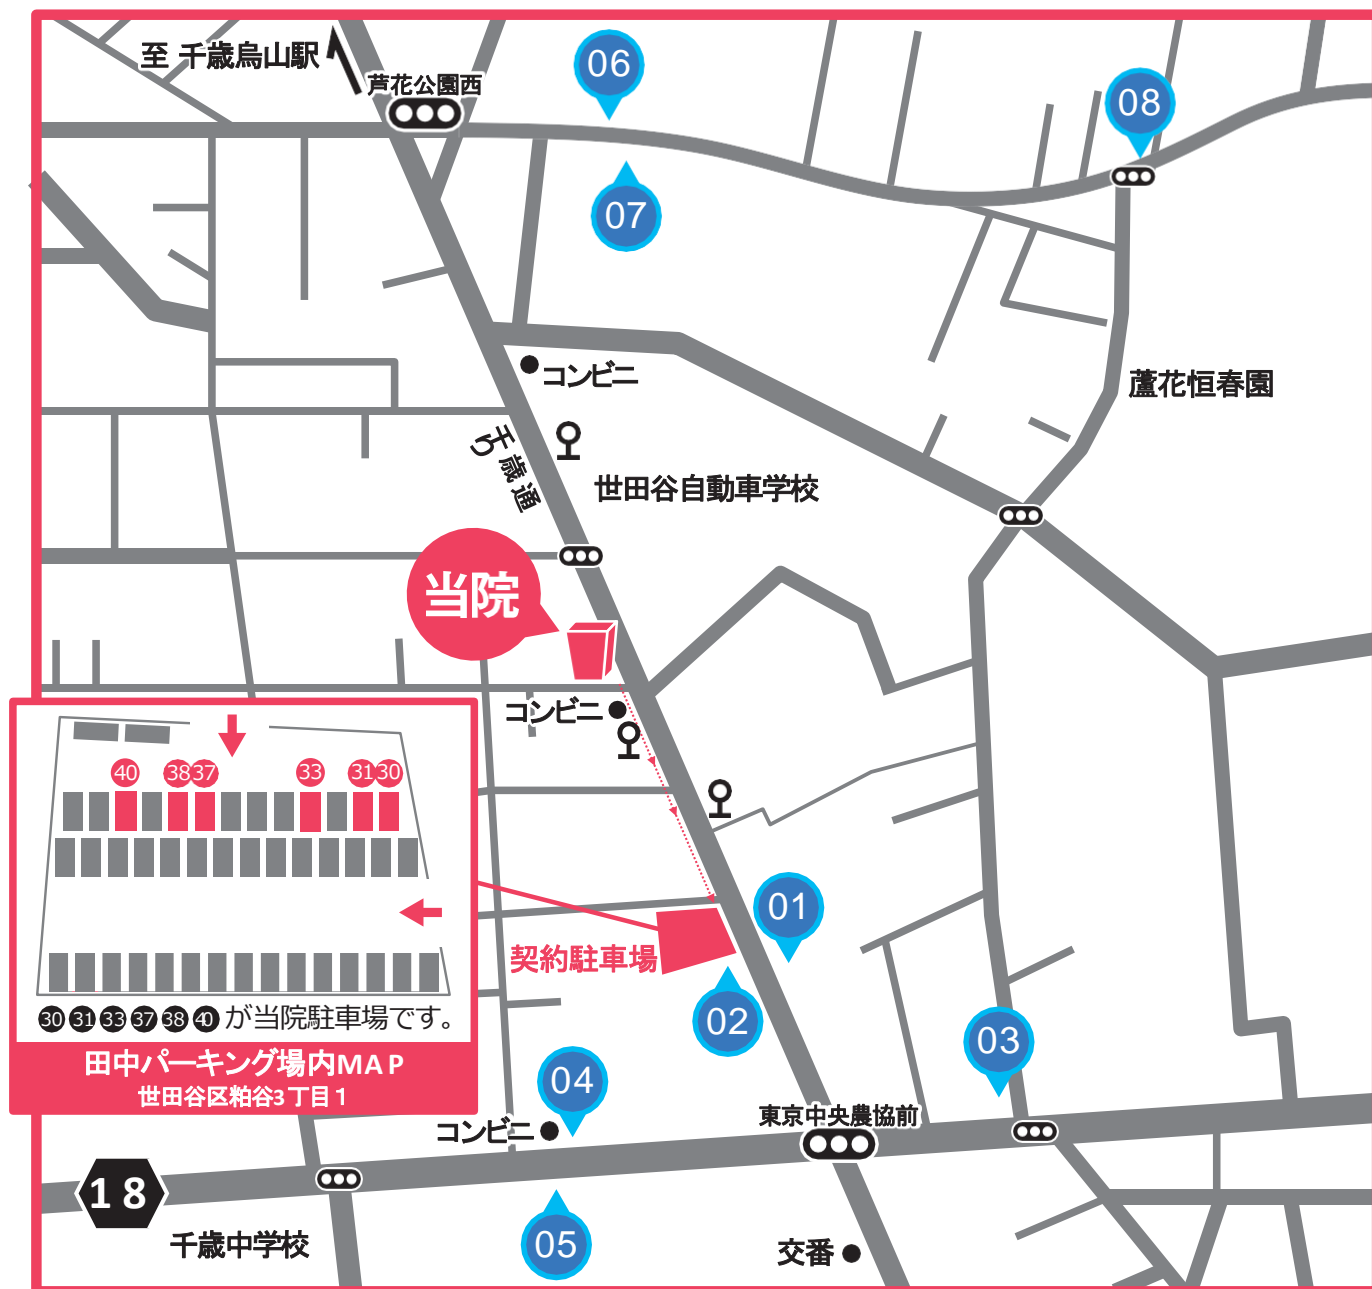 至 千歳烏山駅
芦花公園西
06
08
07
コンビニ
蘆花恒春園
千歳通り
世田谷自動車学校
当院
コンビニ
40
38
37
33
31
30
01
契約駐車場
02
03
30 31 33 37 38 40 が当院駐車場です。
田中パーキング場内MAP
世田谷区粕谷3丁目1
04
東京中央農協前
コンビニ
18
千歳中学校
05
交番